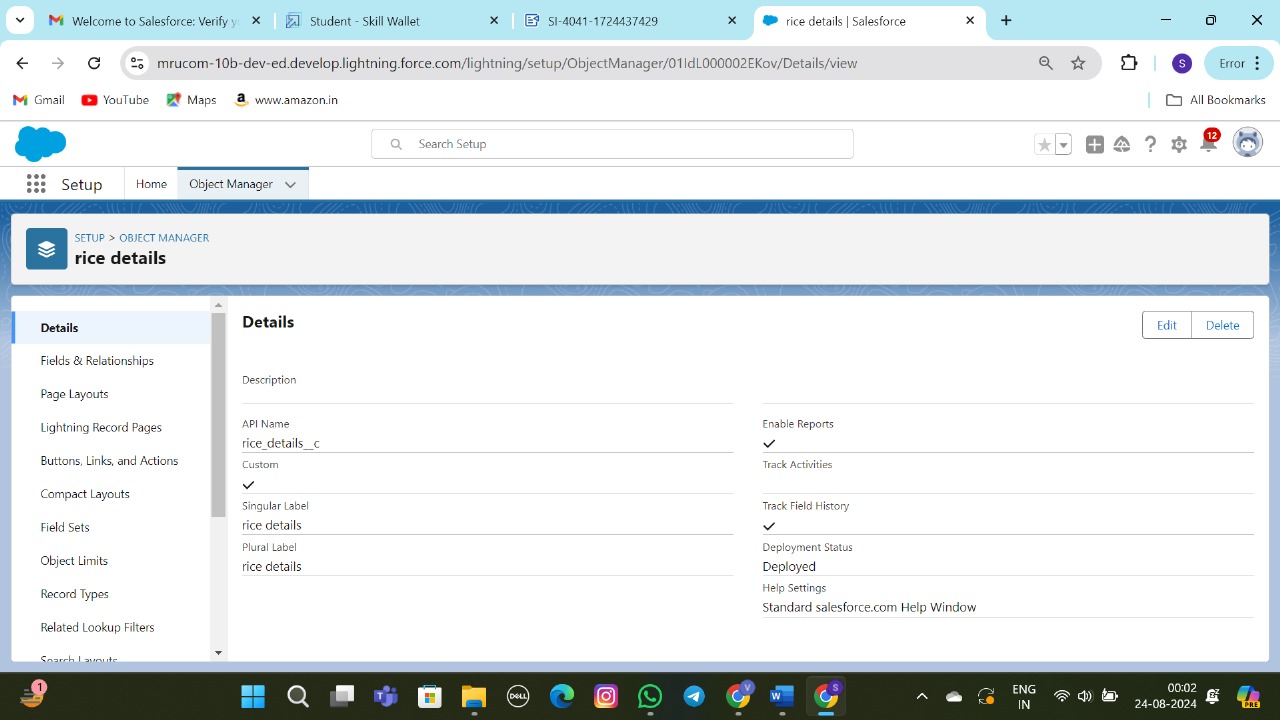 Welcome to Salesforce: Verify y
Student - Skill Wallet
SI-4041-1724437429
rice details | Salesforce
mrucom-10b-dev-ed.develop.lightning.force.com/lightning/setup/ObjectManager/01IdL000002EKov/Details/view
S
Error
Gmail
YouTube
Maps
www.amazon.in
All Bookmarks
Search Setup
12
Setup
Home
Object Manager
SETUP > OBJECT MANAGER
rice details
Details
Fields & Relationships
Page Layouts
Lightning Record Pages
Buttons, Links, and Actions
Compact Layouts
Field Sets
Object Limits
Record Types
Related Lookup Filters
Search Layouts
Details
Edit
Delete
Description
API Name
rice_details__c
Enable Reports
Custom
Track Activities
Singular Label
rice details
Track Field History
Plural Label
rice details
Deployment Status
Deployed
Help Settings
Standard salesforce.com Help Window
1
DELL
V
W
S
ENG
IN
00:02
24-08-2024
PRE